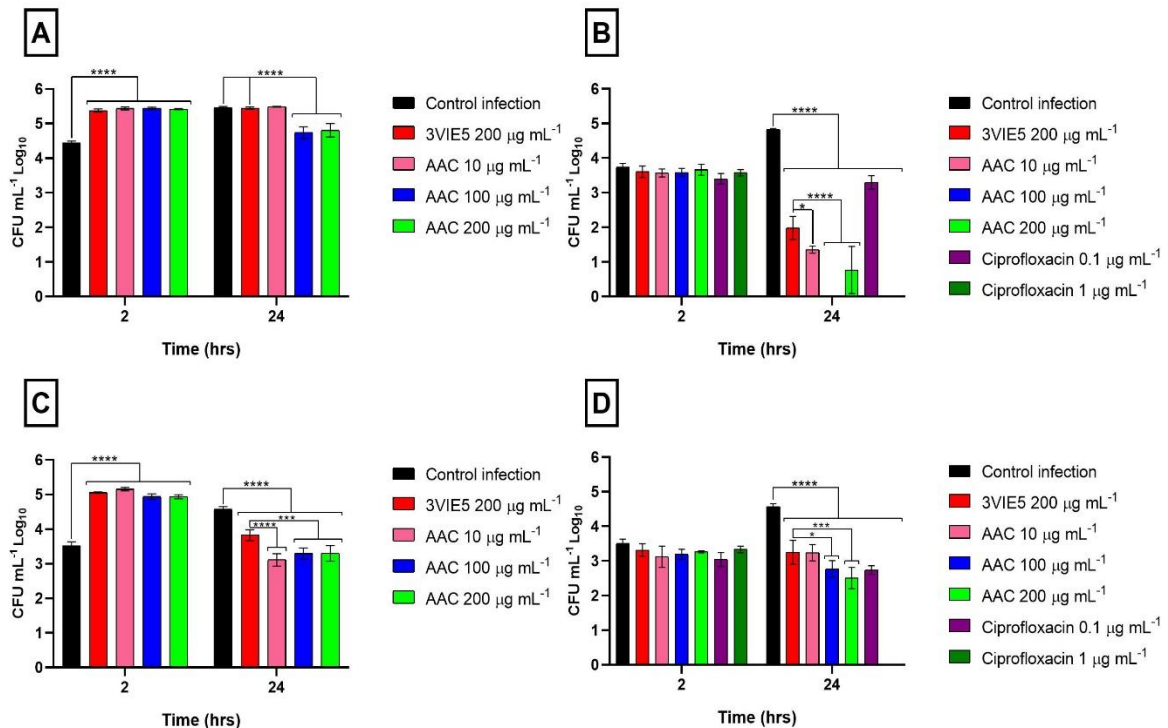 A
****
****
6
5
4
3
2
1
0
CFU mL-1 Log10
2
24
Time (hrs)
Control infection
3VIE5 200 μg mL-1
AAC 10 μg mL-1
AAC 100 μg mL-1
AAC 200 μg mL-1
B
****
****
*
6
5
4
3
2
1
0
CFU mL-1 Log10
2
24
Time (hrs)
Control infection
3VIE5 200 μg mL-1
AAC 10 μg mL-1
AAC 100 μg mL-1
AAC 200 μg mL-1
Ciprofloxacin 0.1 μg mL-1
Ciprofloxacin 1 μg mL-1
C
****
****
***
****
6
5
4
3
2
1
0
CFU mL-1 Log10
2
24
Time (hrs)
Control infection
3VIE5 200 μg mL-1
AAC 10 μg mL-1
AAC 100 μg mL-1
AAC 200 μg mL-1
D
****
***
*
6
5
4
3
2
1
0
CFU mL-1 Log10
2
24
Time (hrs)
Control infection
3VIE5 200 μg mL-1
AAC 10 μg mL-1
AAC 100 μg mL-1
AAC 200 μg mL-1
Ciprofloxacin 0.1 μg mL-1
Ciprofloxacin 1 μg mL-1